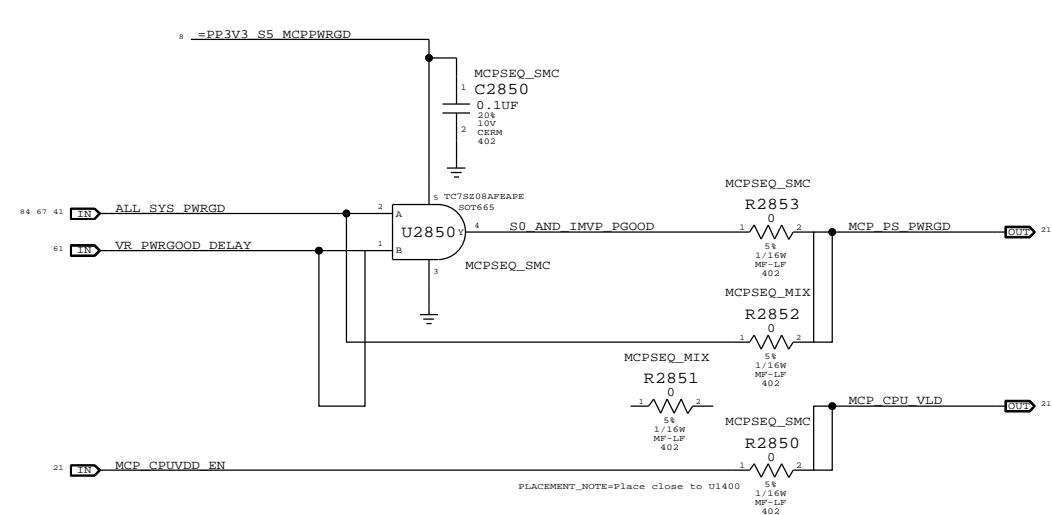 8 =PP3V3_S5_MCPPWRGD
MCPSEQ_SMC
1 C2850
0.1UF
20%
10V
2 CERM
402
5 TC7SZ08AFEAPE
SOT665
84 67 41 IN ALL_SYS_PWRGD 2 A
U2850 Y 4 S0_AND_IMVP_PGOOD
61 IN VR_PWRGOOD_DELAY 1 B
MCPSEQ_SMC
3
MCPSEQ_SMC
R2853
0
1 2 MCP_PS_PWRGD OUT 21
5%
1/16W
MF-LF
402
MCPSEQ_MIX
R2852
0
1 2
5%
1/16W
MF-LF
402
MCPSEQ_MIX
R2851
0
1 2
5%
1/16W
MF-LF
402
MCP_CPU_VLD OUT 21
MCPSEQ_SMC
R2850
0
21 IN MCP_CPUVDD_EN 1 2
PLACEMENT_NOTE=Place close to U1400
5%
1/16W
MF-LF
402